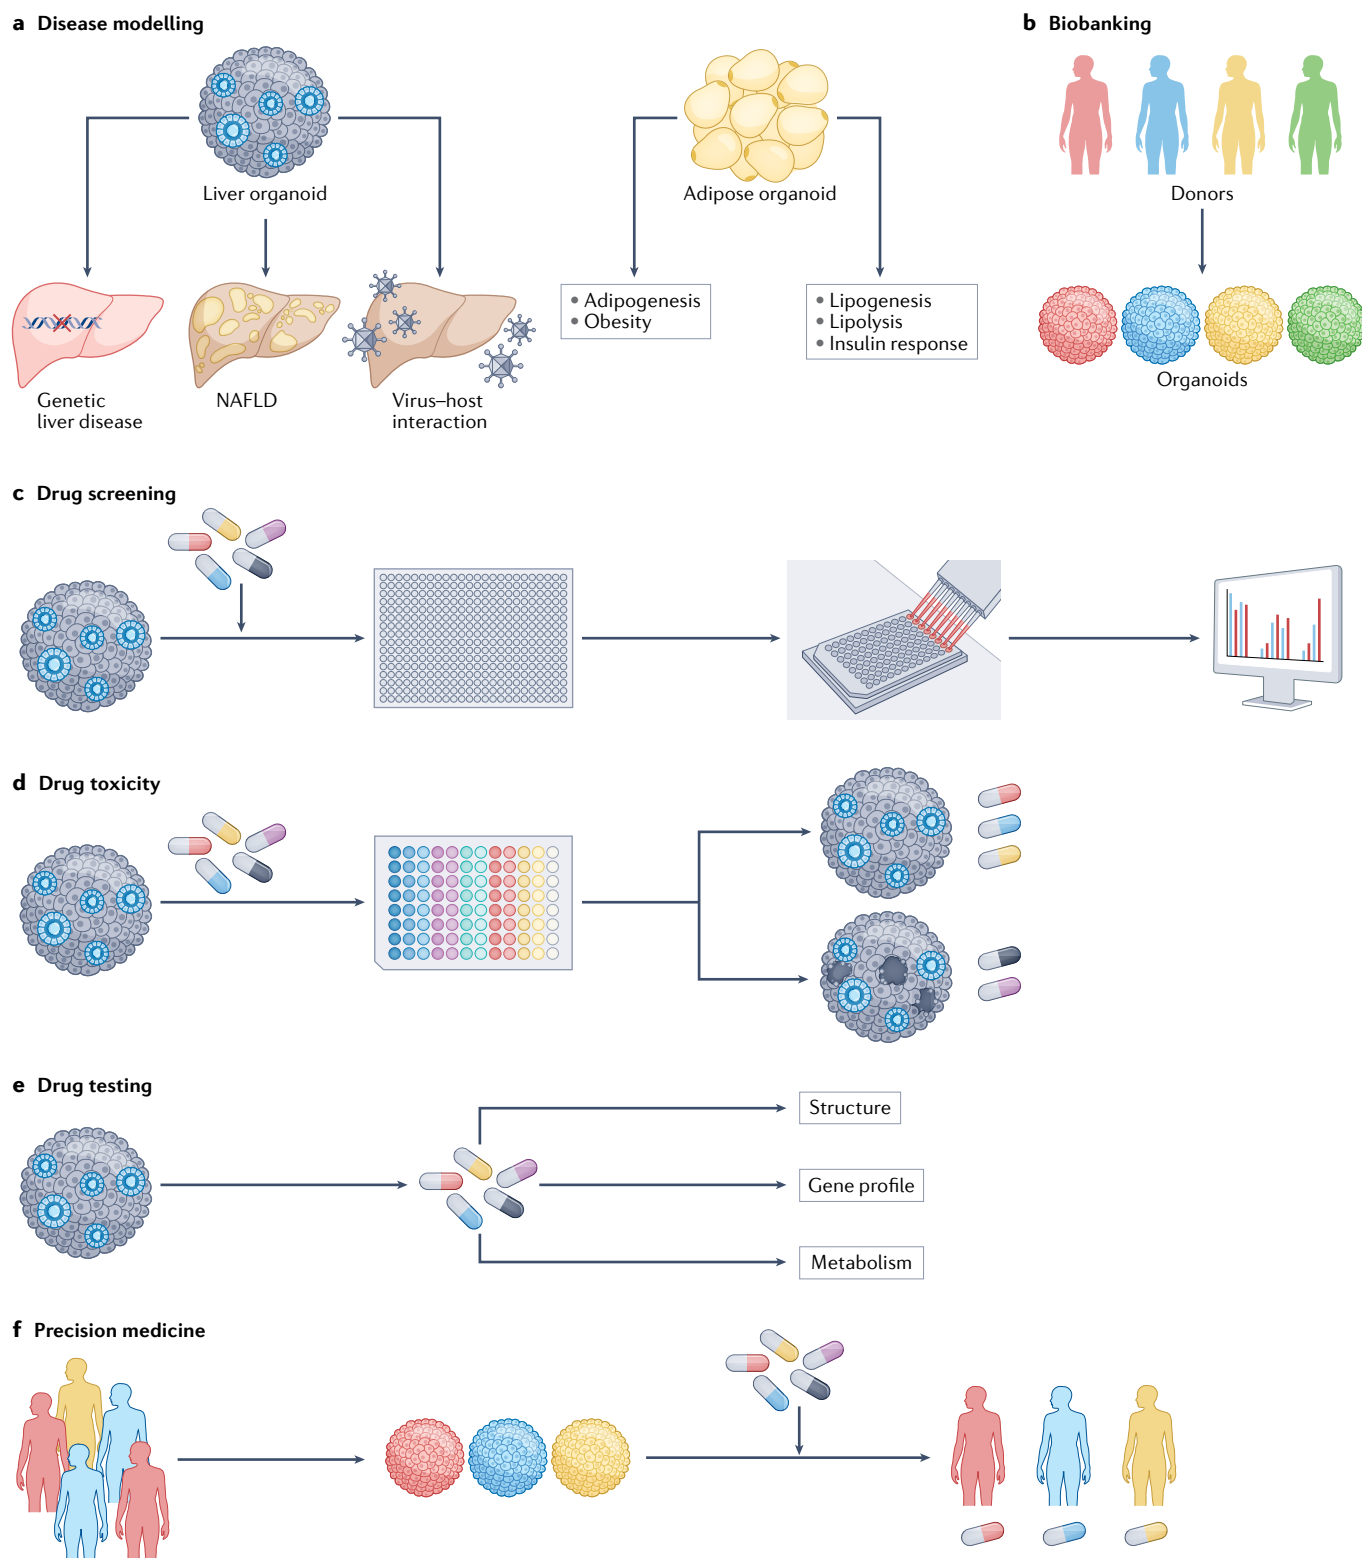 a Disease modelling
Liver organoid
Genetic
liver disease
NAFLD
Virus–host
interaction
Adipose organoid
• Adipogenesis
• Obesity
• Lipogenesis
• Lipolysis
• Insulin response
b Biobanking
Donors
Organoids
c Drug screening
d Drug toxicity
e Drug testing
Structure
Gene profile
Metabolism
f Precision medicine